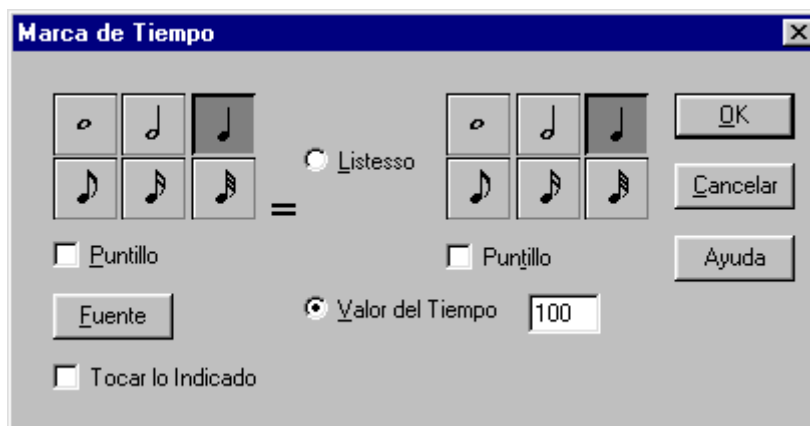 Marca de Tiempo
OK
Listesso
Cancelar
=
Puntillo
Puntillo
Ayuda
Fuente
Valor del Tiempo 100
Tocar lo Indicado